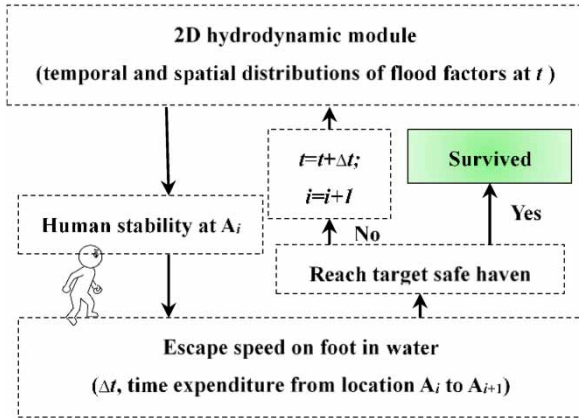 2D hydrodynamic module
(temporal and spatial distributions of flood factors at t )
t=t+Δt;
i=i+1
Survived
Human stability at Aᵢ
No
Yes
Reach target safe haven
Escape speed on foot in water
(Δt, time expenditure from location Aᵢ to Aᵢ₊₁)